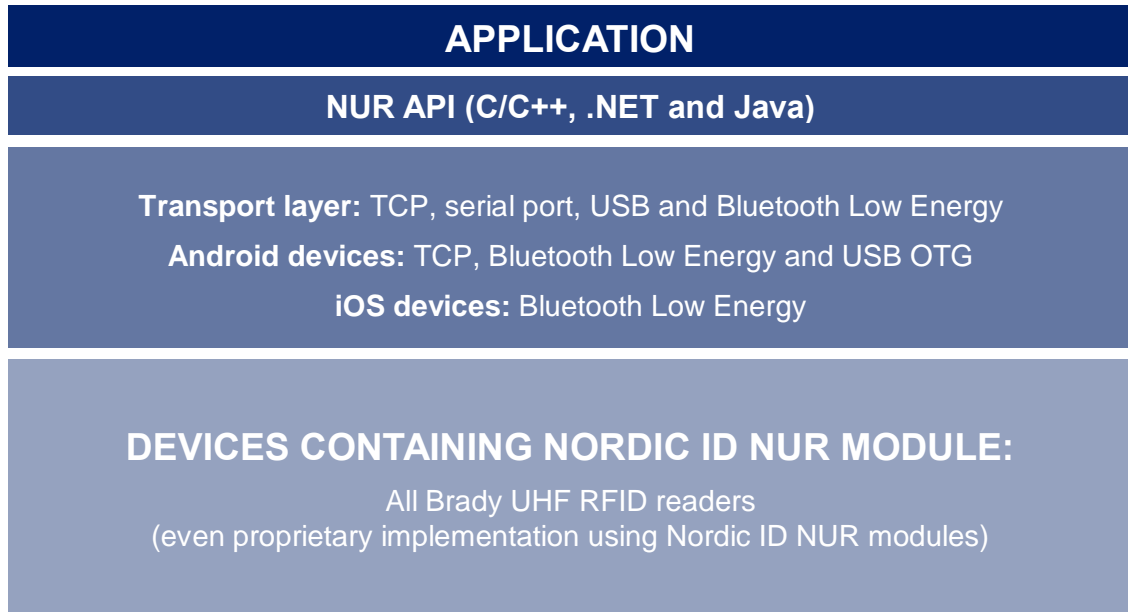 APPLICATION
NUR API (C/C++, .NET and Java)
Transport layer: TCP, serial port, USB and Bluetooth Low Energy
Android devices: TCP, Bluetooth Low Energy and USB OTG
iOS devices: Bluetooth Low Energy
DEVICES CONTAINING NORDIC ID NUR MODULE:
All Brady UHF RFID readers
(even proprietary implementation using Nordic ID NUR modules)